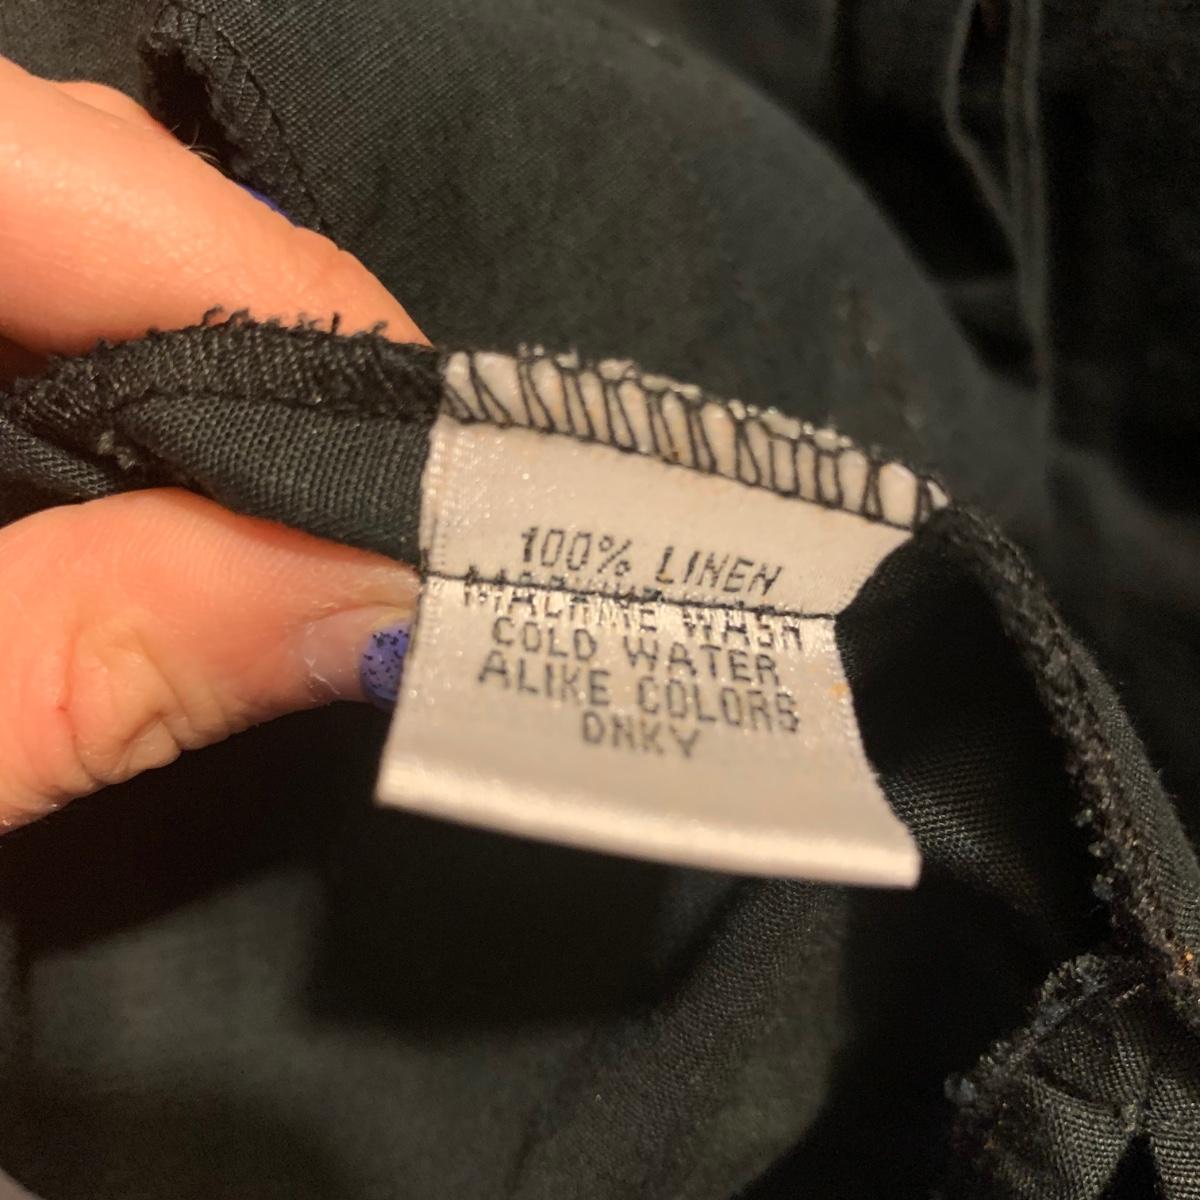 100% LINEN
MACHINE WASH
COLD WATER
ALIKE COLORS
DNKY